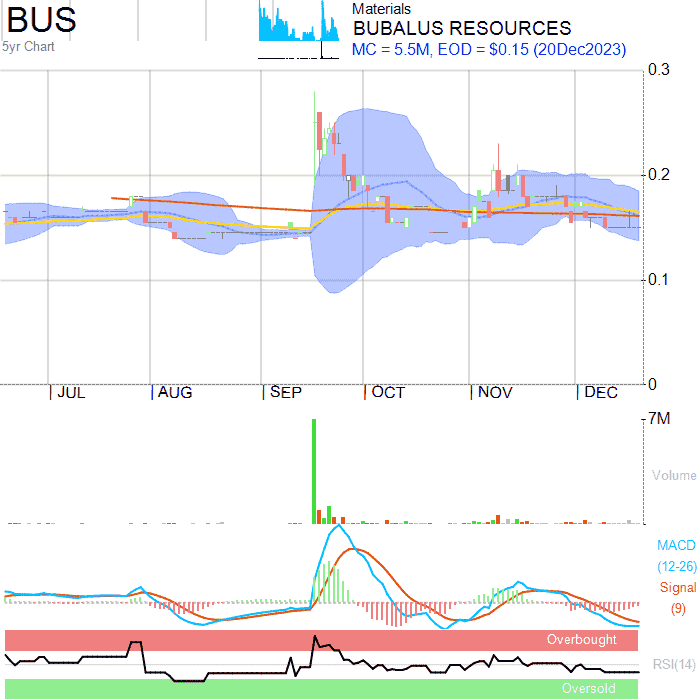 BUS
5yr Chart
Materials
BUBALUS RESOURCES
MC = 5.5M, EOD = $0.15 (20Dec2023)
0.3
0.2
0.1
0
JUL AUG SEP OCT NOV DEC
7M
Volume
MACD
(12-26)
Signal
(9)
Overbought
RSI(14)
Oversold